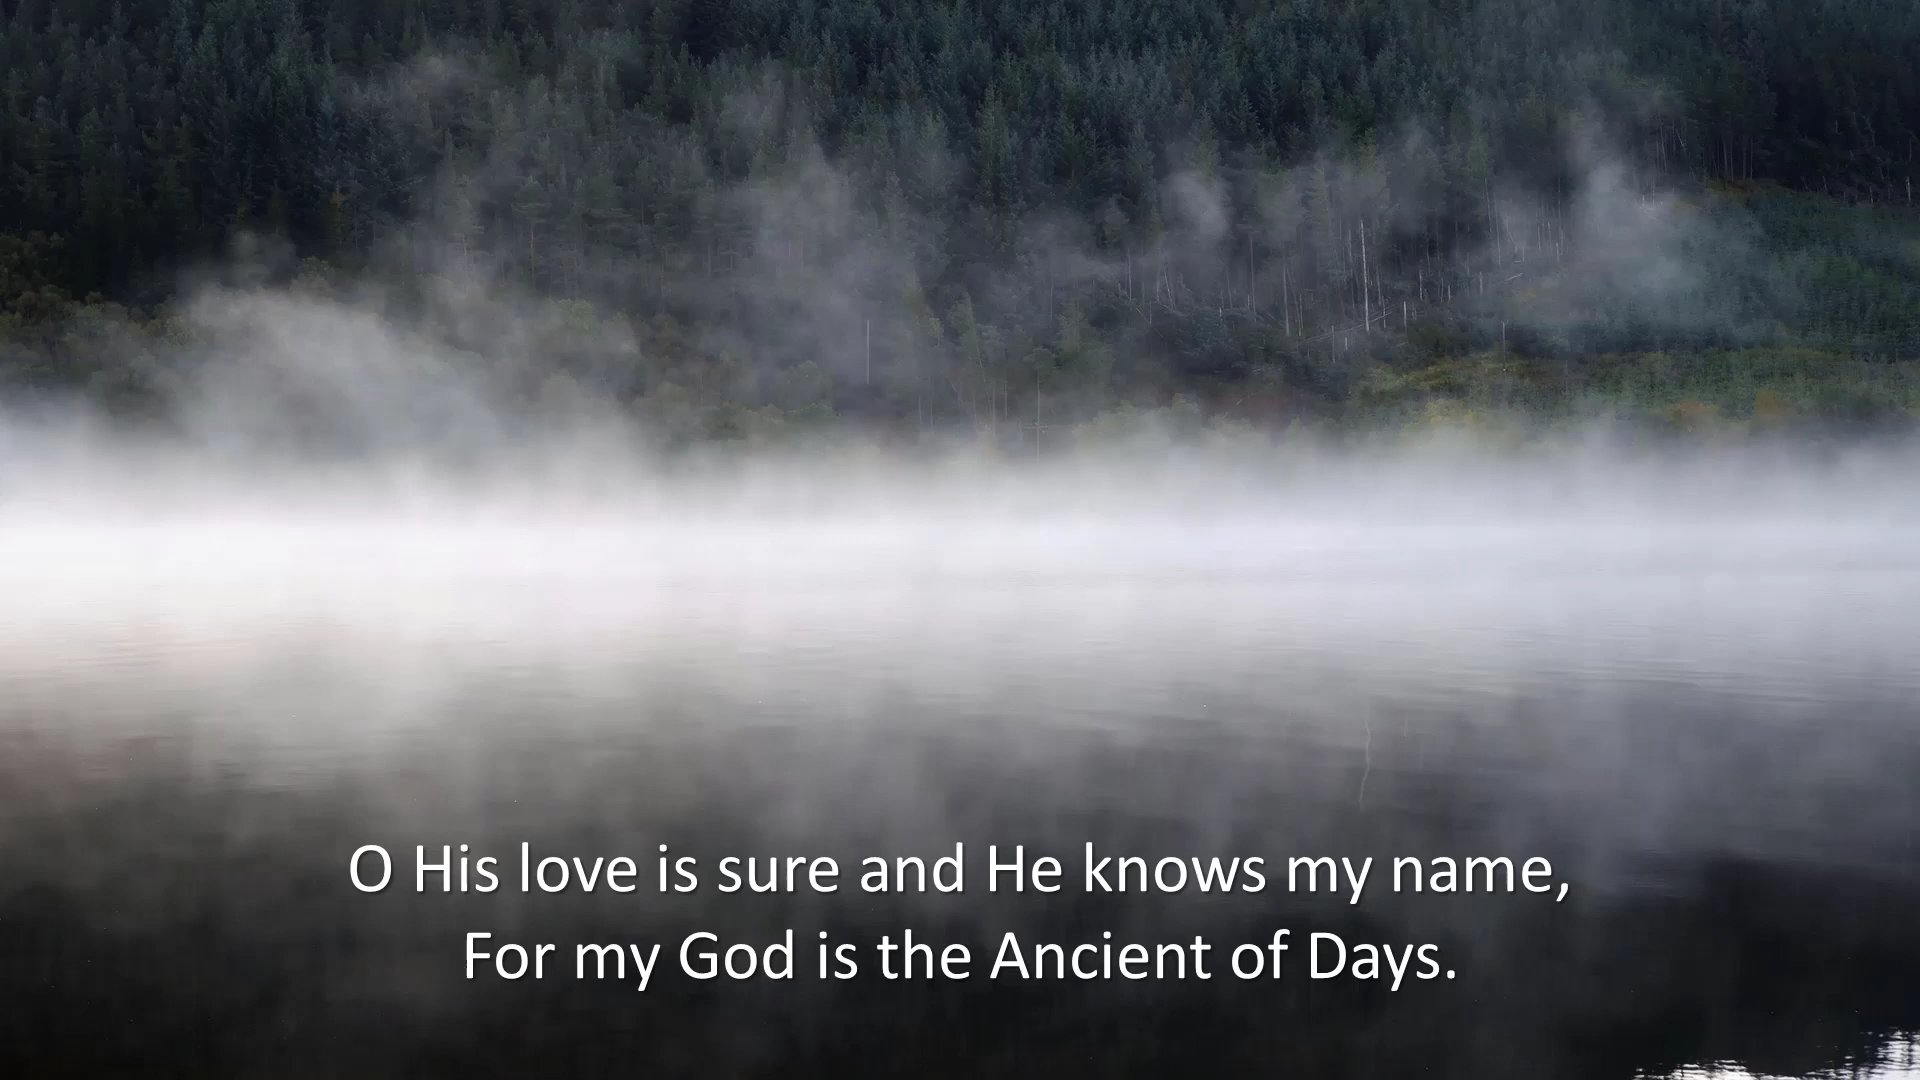 O His love is sure and He knows my name,
For my God is the Ancient of Days.